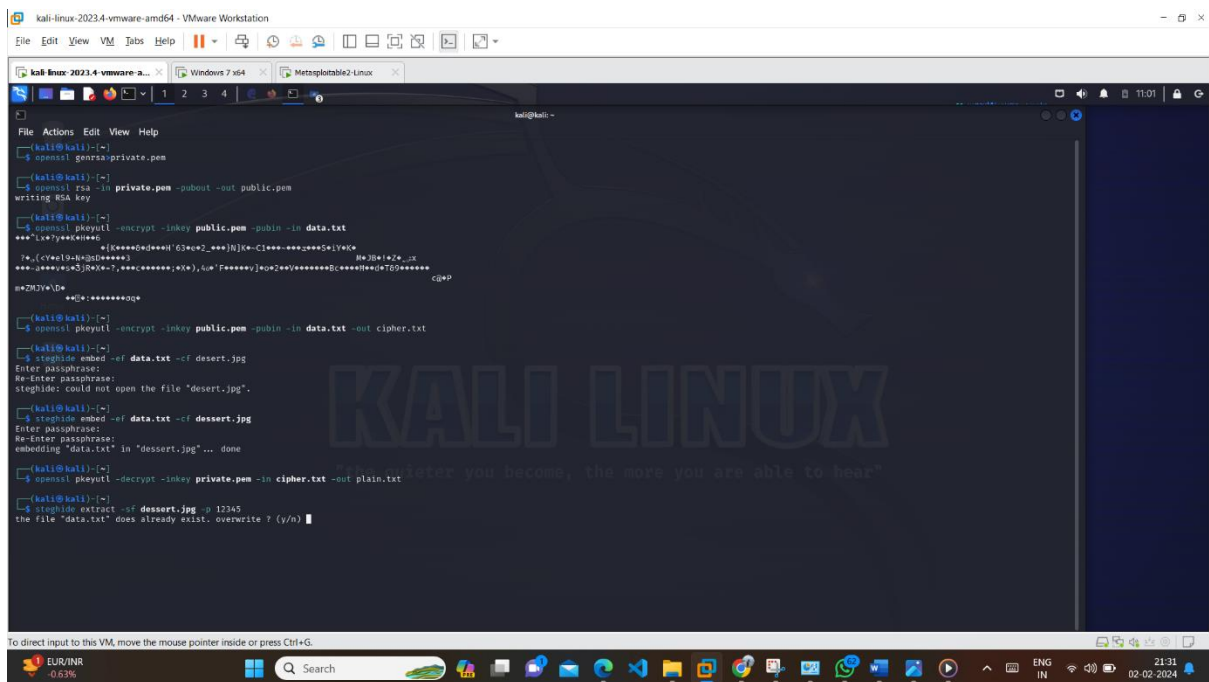 kali-linux-2023.4-vmware-amd64 - VMware Workstation
File Edit View VM Tabs Help
kali-linux-2023.4-vmware-a... Windows 7 x64 Metasploitable2-Linux
1 2 3 4 11:01
kali@kali: ~
File Actions Edit View Help
(kali㉿kali)-[~]
$ openssl genrsa>private.pem
(kali㉿kali)-[~]
$ openssl rsa -in private.pem -pubout -out public.pem
writing RSA key
(kali㉿kali)-[~]
$ openssl pkeyutl -encrypt -inkey public.pem -pubin -in data.txt
(kali㉿kali)-[~]
$ openssl pkeyutl -encrypt -inkey public.pem -pubin -in data.txt -out cipher.txt
(kali㉿kali)-[~]
$ steghide embed -ef data.txt -cf desert.jpg
Enter passphrase:
Re-Enter passphrase:
steghide: could not open the file "desert.jpg".
(kali㉿kali)-[~]
$ steghide embed -ef data.txt -cf dessert.jpg
Enter passphrase:
Re-Enter passphrase:
embedding "data.txt" in "dessert.jpg"... done
(kali㉿kali)-[~]
$ openssl pkeyutl -decrypt -inkey private.pem -in cipher.txt -out plain.txt
(kali㉿kali)-[~]
$ steghide extract -sf dessert.jpg -p 12345
the file "data.txt" does already exist. overwrite ? (y/n)
KALI LINUX
"the quieter you become, the more you are able to hear"
To direct input to this VM, move the mouse pointer inside or press Ctrl+G.
EUR/INR
-0.63%
Search
ENG
IN
21:31
02-02-2024